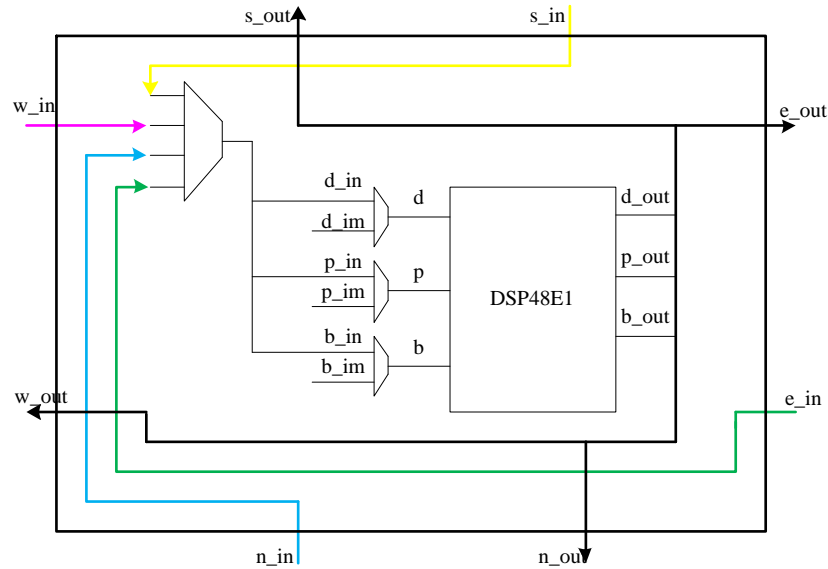 s_out
s_in
w_in
e_out
d_in
d
d_out
d_im
p_in
p
p_out
p_im
DSP48E1
b_in
b
b_out
b_im
w_out
e_in
n_in
n_out